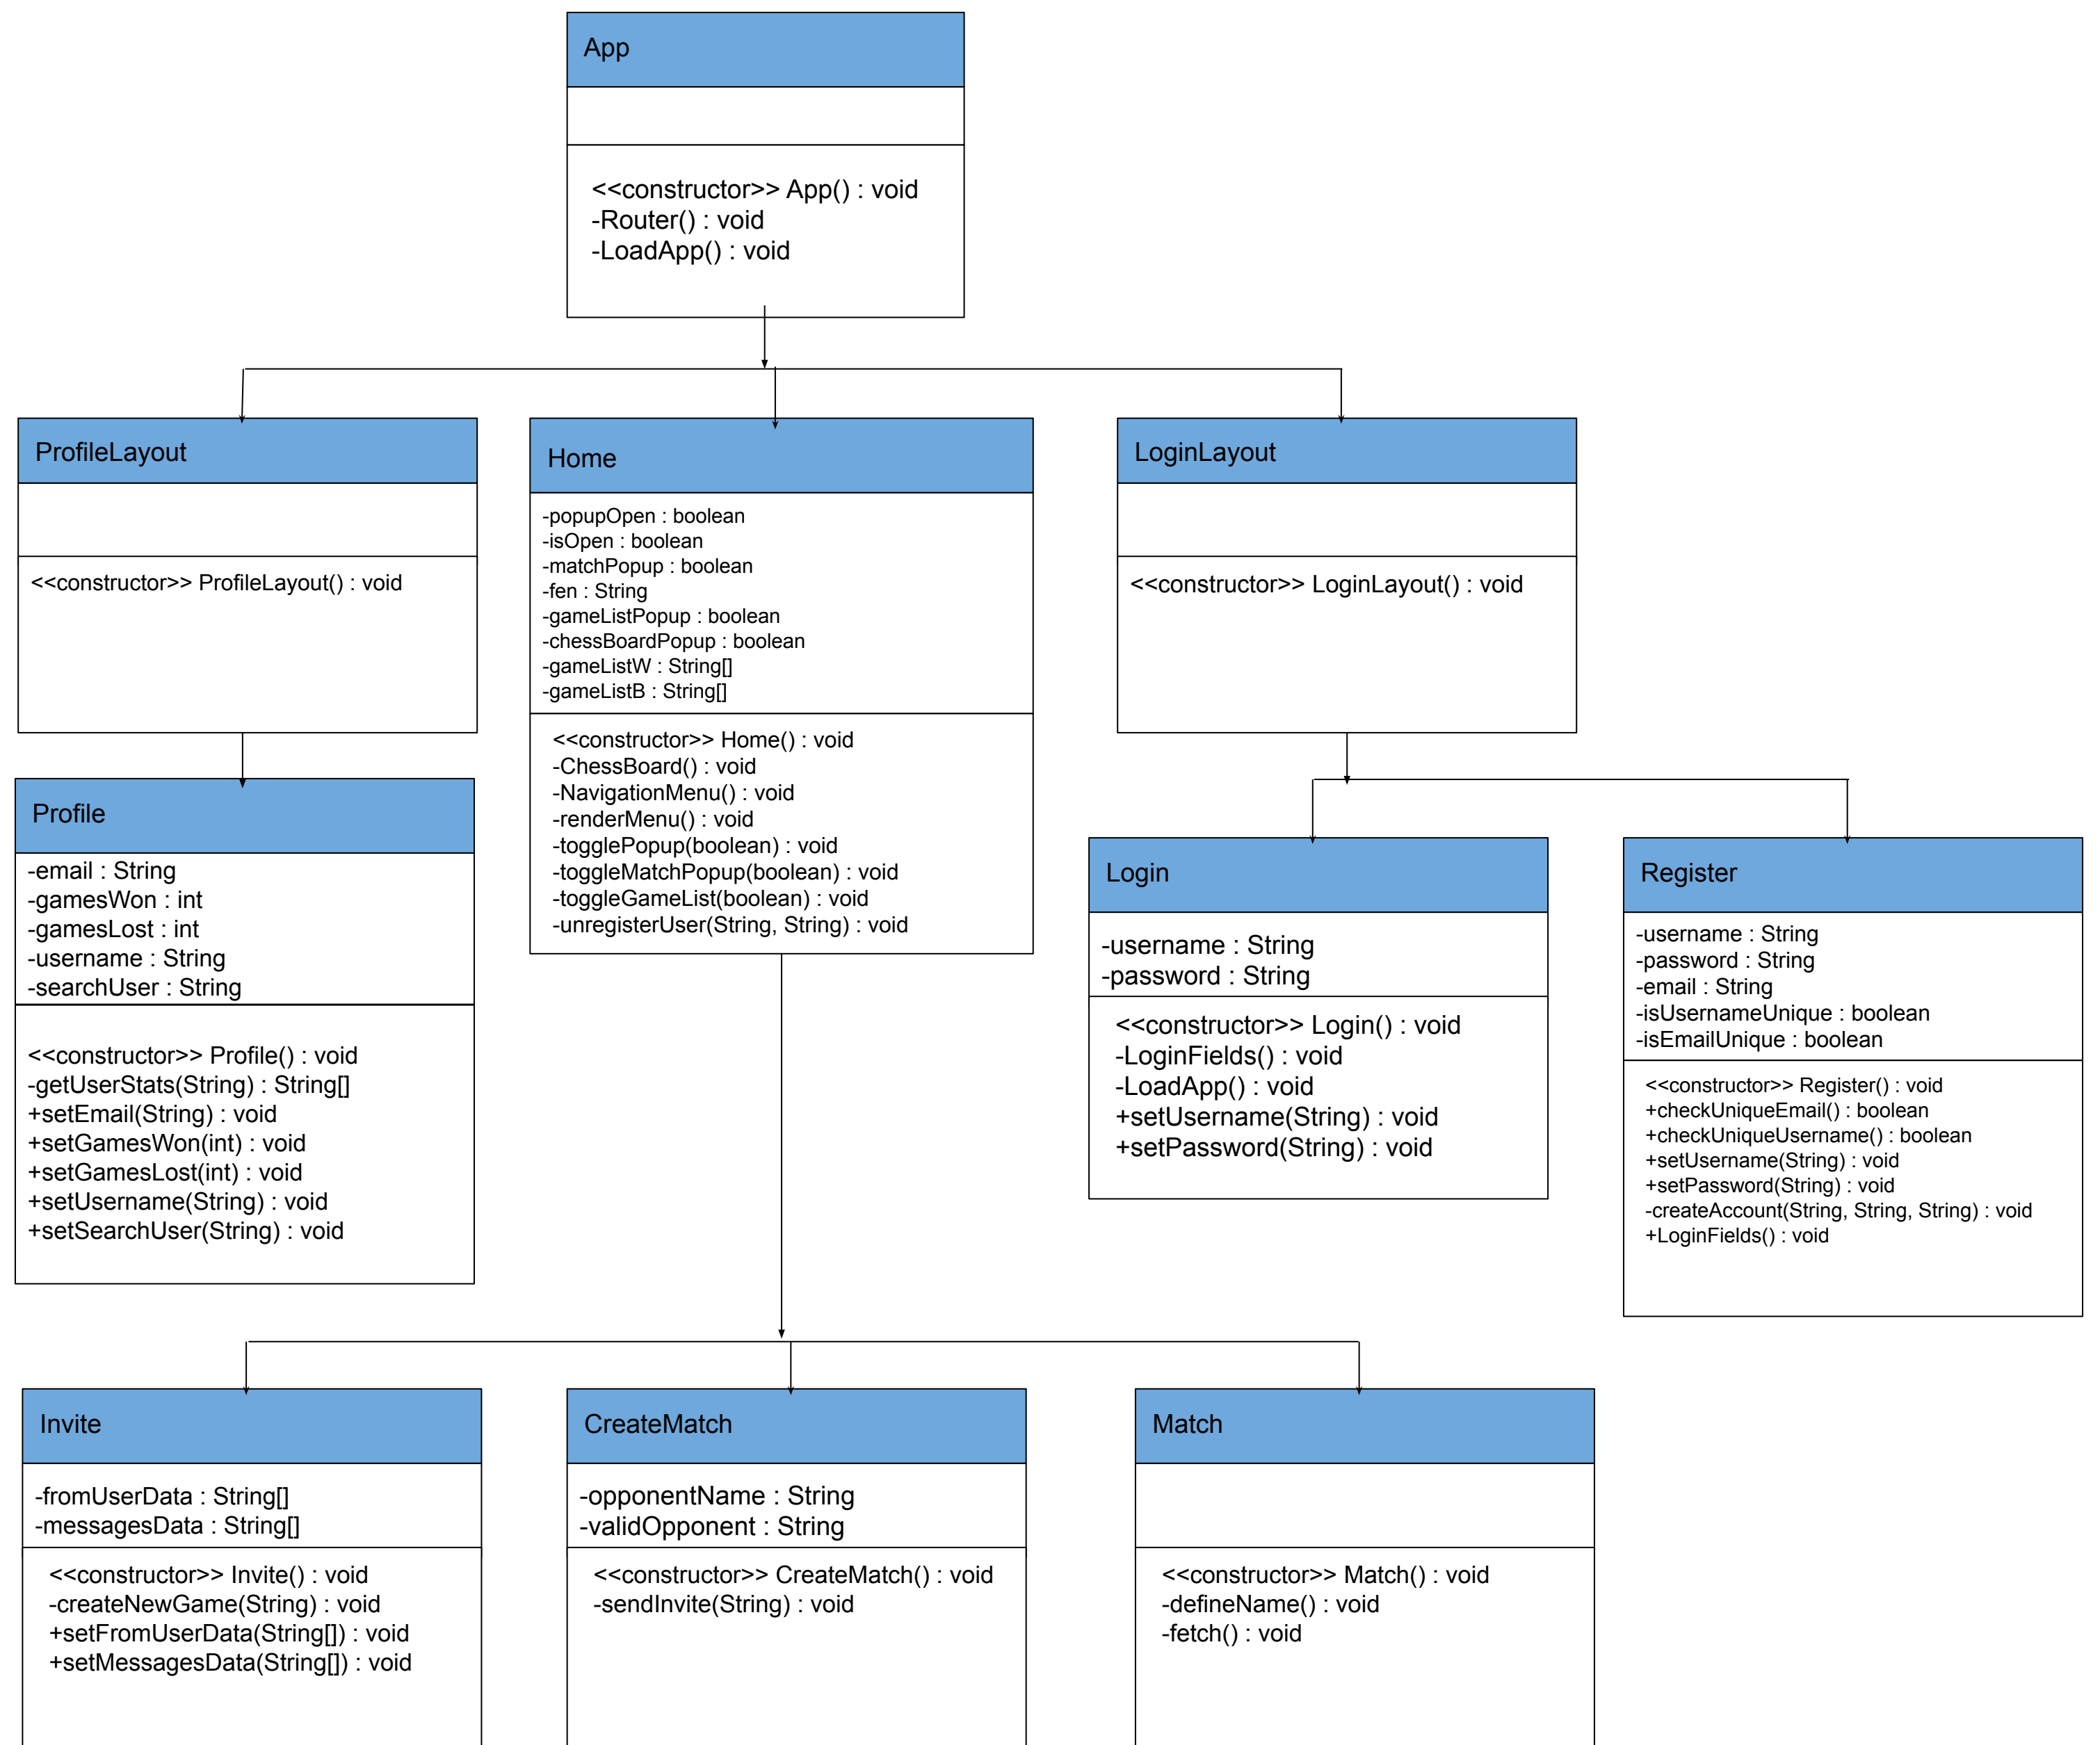 App
<<constructor>> App() : void
-Router() : void
-LoadApp() : void
ProfileLayout
<<constructor>> ProfileLayout() : void
Home
-popupOpen : boolean
-isOpen : boolean
-matchPopup : boolean
-fen : String
-gameListPopup : boolean
-chessBoardPopup : boolean
-gameListW : String[]
-gameListB : String[]
<<constructor>> Home() : void
-ChessBoard() : void
-NavigationMenu() : void
-renderMenu() : void
-togglePopup(boolean) : void
-toggleMatchPopup(boolean) : void
-toggleGameList(boolean) : void
-unregisterUser(String, String) : void
LoginLayout
<<constructor>> LoginLayout() : void
Profile
-email : String
-gamesWon : int
-gamesLost : int
-username : String
-searchUser : String
<<constructor>> Profile() : void
-getUserStats(String) : String[]
+setEmail(String) : void
+setGamesWon(int) : void
+setGamesLost(int) : void
+setUsername(String) : void
+setSearchUser(String) : void
Login
-username : String
-password : String
<<constructor>> Login() : void
-LoginFields() : void
-LoadApp() : void
+setUsername(String) : void
+setPassword(String) : void
Register
-username : String
-password : String
-email : String
-isUsernameUnique : boolean
-isEmailUnique : boolean
<<constructor>> Register() : void
+checkUniqueEmail() : boolean
+checkUniqueUsername() : boolean
+setUsername(String) : void
+setPassword(String) : void
-createAccount(String, String, String) : void
+LoginFields() : void
Invite
-fromUserData : String[]
-messagesData : String[]
<<constructor>> Invite() : void
-createNewGame(String) : void
+setFromUserData(String[]) : void
+setMessagesData(String[]) : void
CreateMatch
-opponentName : String
-validOpponent : String
<<constructor>> CreateMatch() : void
-sendInvite(String) : void
Match
<<constructor>> Match() : void
-defineName() : void
-fetch() : void